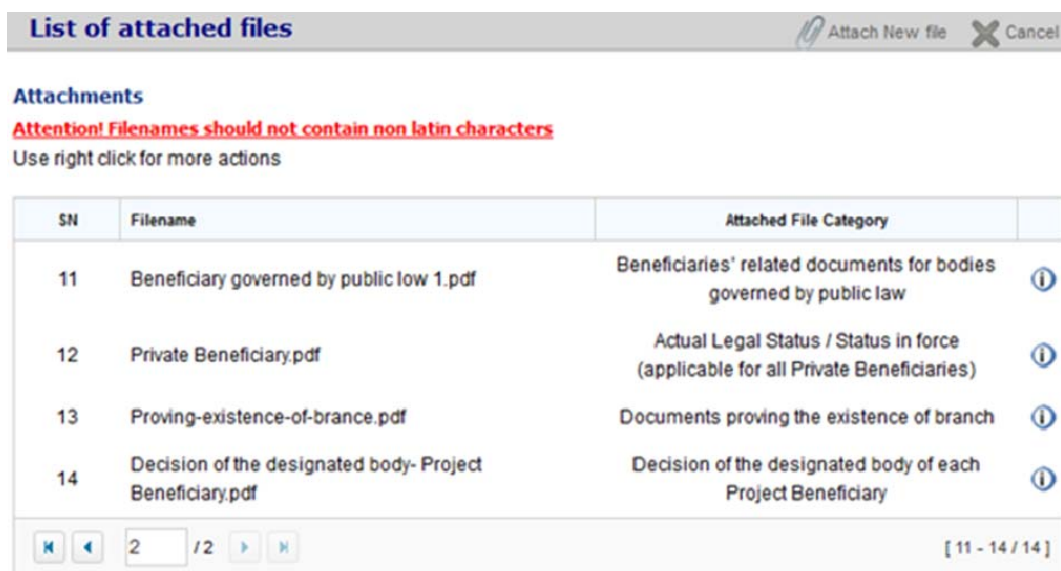 List of attached files
Attach New file
Cancel
Attachments
Attention! Filenames should not contain non latin characters
Use right click for more actions
SN Filename Attached File Category
11 Beneficiary governed by public low 1.pdf Beneficiaries' related documents for bodies
governed by public law
12 Private Beneficiary.pdf Actual Legal Status / Status in force
(applicable for all Private Beneficiaries)
13 Proving-existence-of-brance.pdf Documents proving the existence of branch
14 Decision of the designated body- Project
Beneficiary.pdf Decision of the designated body of each
Project Beneficiary
2 / 2 [ 11 - 14 / 14 ]